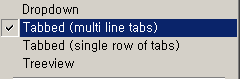 Dropdown
Tabbed (multi line tabs)
Tabbed (single row of tabs)
Treeview